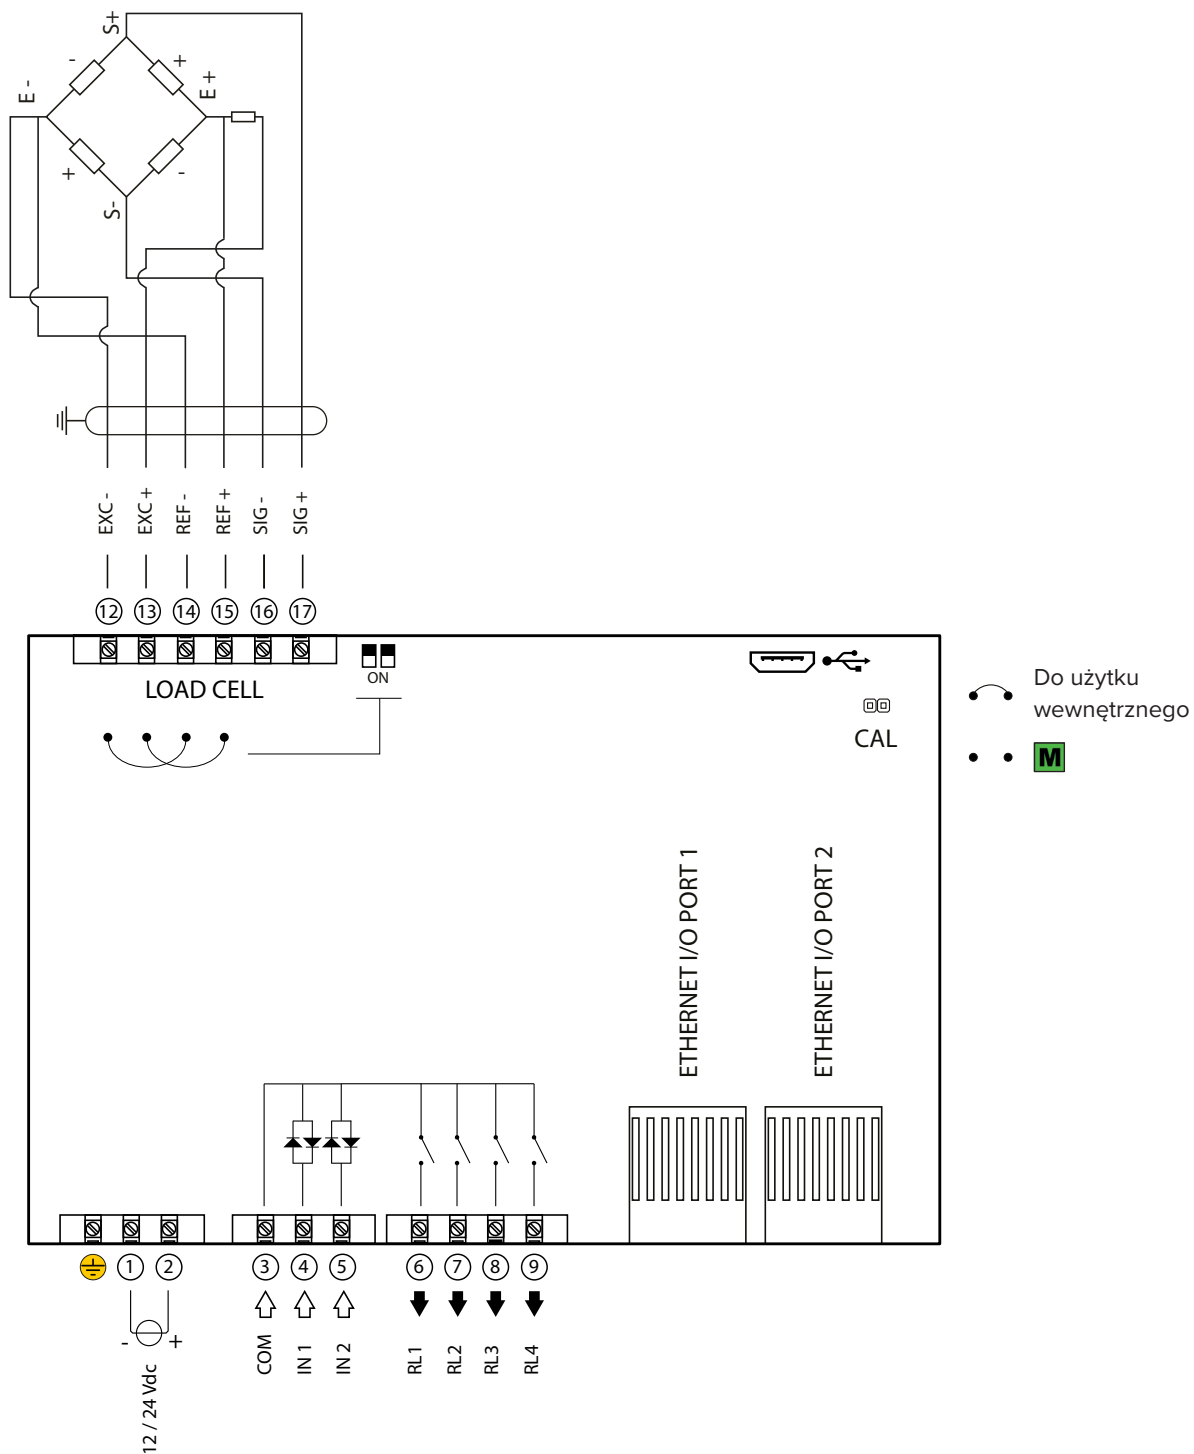 S+
-
+
E -
E +
+
-
S-
EXC -
EXC +
REF -
REF +
SIG -
SIG +
12
13
14
15
16
17
LOAD CELL
ON
CAL
Do użytku
wewnętrznego
M
ETHERNET I/O PORT 1
ETHERNET I/O PORT 2
1
2
3
4
5
6
7
8
9
-
+
12 / 24 Vdc
COM
IN 1
IN 2
RL1
RL2
RL3
RL4